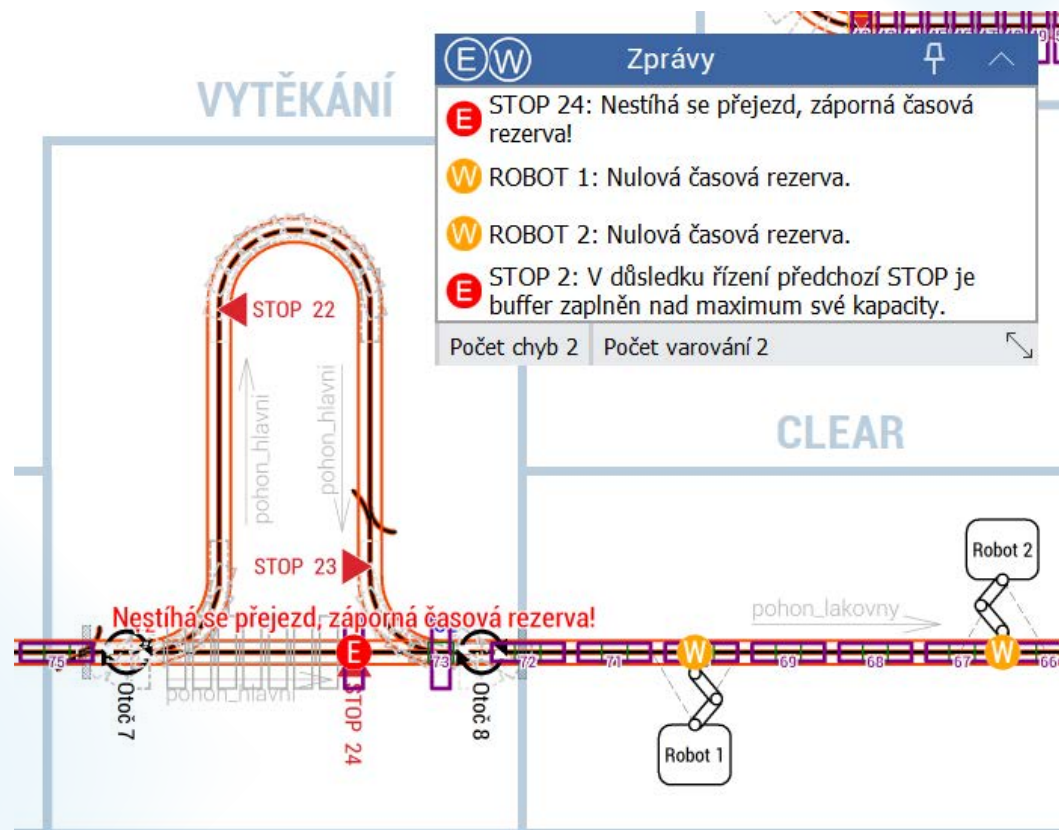 E W Zprávy
E STOP 24: Nestíhá se přejezd, záporná časová
rezerva!
W ROBOT 1: Nulová časová rezerva.
W ROBOT 2: Nulová časová rezerva.
E STOP 2: V důsledku řízení předchozí STOP je
buffer zaplněn nad maximum své kapacity.
Počet chyb 2 Počet varování 2
VYTĚKÁNÍ
STOP 22
pohon_hlavni
pohon_hlavni
STOP 23
Nestíhá se přejezd, záporná časová rezerva!
75
E
73
72
71
W
69
68
67
W
pohon_hlavni
Otoč 7
STOP 24
Otoč 8
CLEAR
Robot 2
pohon_lakovny
Robot 1